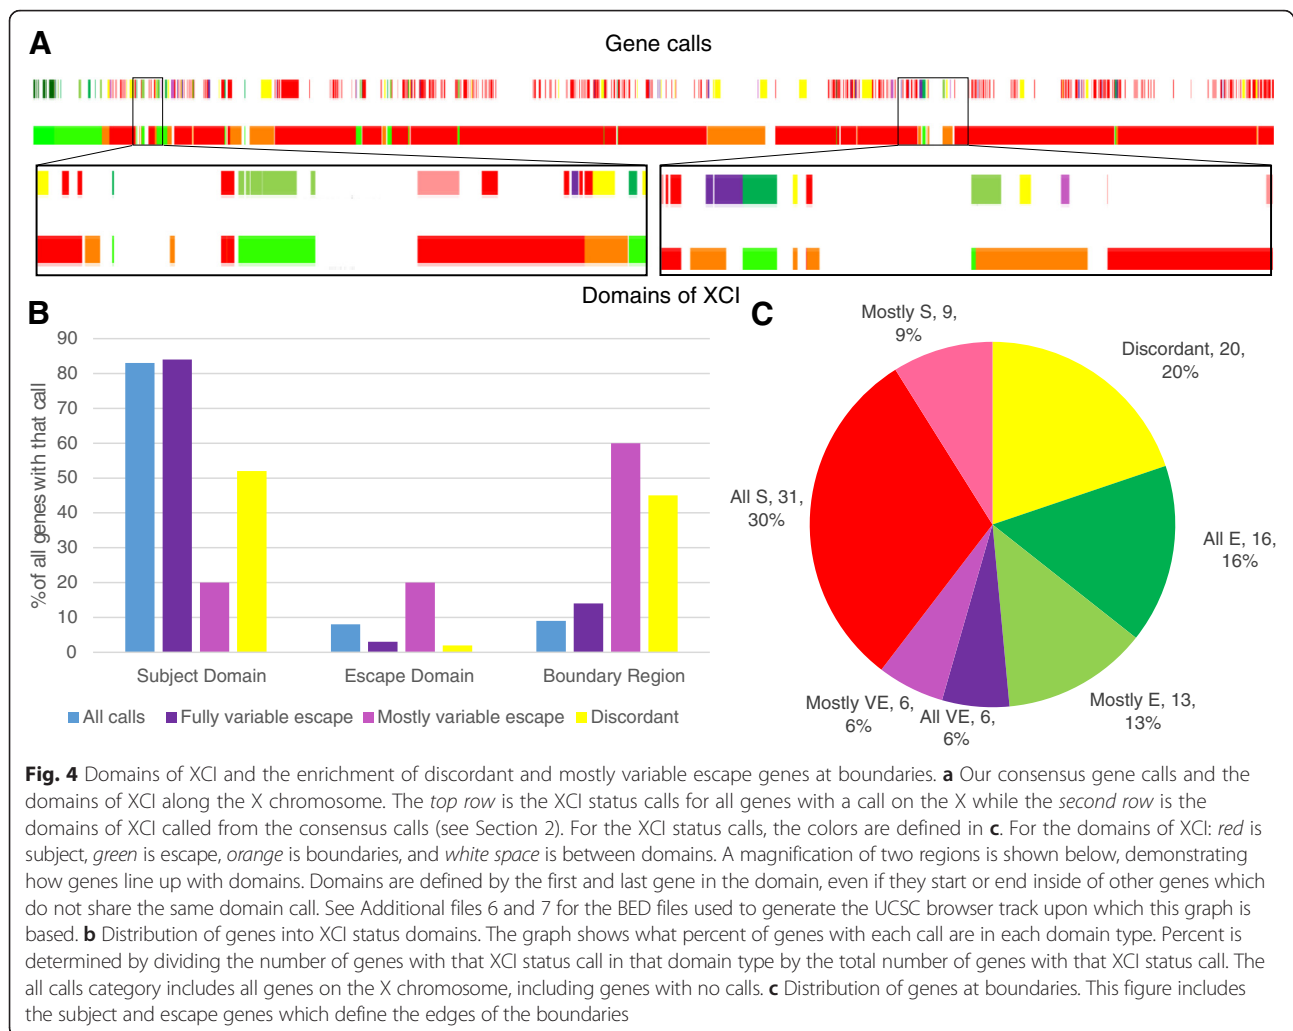 A
Gene calls
Domains of XCI
B
90
80
70
60
50
40
30
20
10
0
% of all genes with that call
Subject Domain
Escape Domain
Boundary Region
All calls
Fully variable escape
Mostly variable escape
Discordant
C
Mostly S, 9,
9%
Discordant, 20,
20%
All S, 31,
30%
All E, 16,
16%
Mostly E, 13,
13%
Mostly VE, 6,
6%
All VE, 6,
6%
Fig. 4 Domains of XCI and the enrichment of discordant and mostly variable escape genes at boundaries. a Our consensus gene calls and the
domains of XCI along the X chromosome. The top row is the XCI status calls for all genes with a call on the X while the second row is the
domains of XCI called from the consensus calls (see Section 2). For the XCI status calls, the colors are defined in c. For the domains of XCI: red is
subject, green is escape, orange is boundaries, and white space is between domains. A magnification of two regions is shown below, demonstrating
how genes line up with domains. Domains are defined by the first and last gene in the domain, even if they start or end inside of other genes which
do not share the same domain call. See Additional files 6 and 7 for the BED files used to generate the UCSC browser track upon which this graph is
based. b Distribution of genes into XCI status domains. The graph shows what percent of genes with each call are in each domain type. Percent is
determined by dividing the number of genes with that XCI status call in that domain type by the total number of genes with that XCI status call. The
all calls category includes all genes on the X chromosome, including genes with no calls. c Distribution of genes at boundaries. This figure includes
the subject and escape genes which define the edges of the boundaries